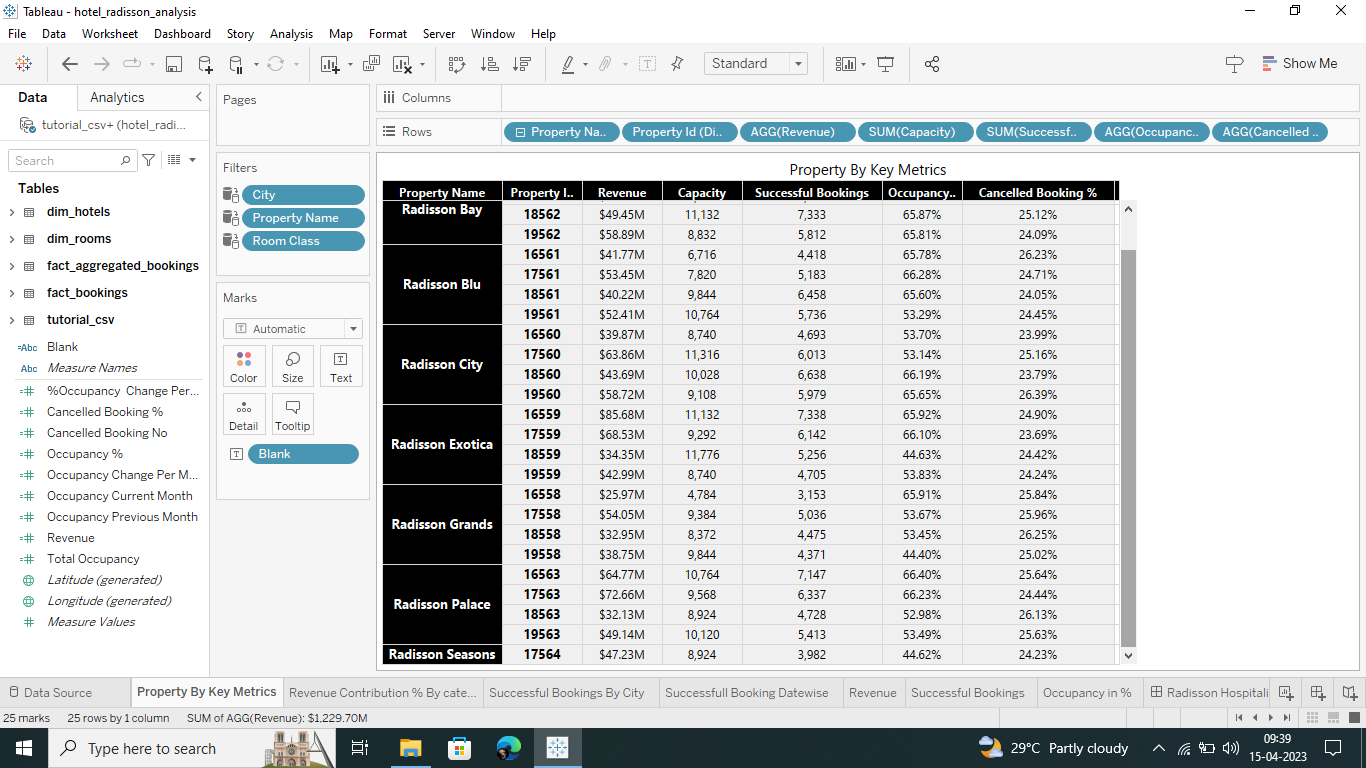 Tableau - hotel_radisson_analysis
File Data Worksheet Dashboard Story Analysis Map Format Server Window Help
Standard
Show Me
Data Analytics
tutorial_csv+ (hotel_radi...
Search
Tables
dim_hotels
dim_rooms
fact_aggregated_bookings
fact_bookings
tutorial_csv
=Abc Blank
Abc Measure Names
%Occupancy Change Per...
Cancelled Booking %
Cancelled Booking No
Occupancy %
Occupancy Change Per M...
Occupancy Current Month
Occupancy Previous Month
Revenue
Total Occupancy
Latitude (generated)
Longitude (generated)
Measure Values
Pages
Filters
City
Property Name
Room Class
Marks
Automatic
Color Size Text
Detail Tooltip
Blank
Columns
Rows Property Na.. Property Id (Di.. AGG(Revenue) SUM(Capacity) SUM(Successf.. AGG(Occupanc.. AGG(Cancelled ..
Property By Key Metrics
Property Name Property I.. Revenue Capacity Successful Bookings Occupancy.. Cancelled Booking %
Radisson Bay
18562 $49.45M 11,132 7,333 65.87% 25.12%
19562 $58.89M 8,832 5,812 65.81% 24.09%
Radisson Blu
16561 $41.77M 6,716 4,418 65.78% 26.23%
17561 $53.45M 7,820 5,183 66.28% 24.71%
18561 $40.22M 9,844 6,458 65.60% 24.05%
19561 $52.41M 10,764 5,736 53.29% 24.45%
Radisson City
16560 $39.87M 8,740 4,693 53.70% 23.99%
17560 $63.86M 11,316 6,013 53.14% 25.16%
18560 $43.69M 10,028 6,638 66.19% 23.79%
19560 $58.72M 9,108 5,979 65.65% 26.39%
Radisson Exotica
16559 $85.68M 11,132 7,338 65.92% 24.90%
17559 $68.53M 9,292 6,142 66.10% 23.69%
18559 $34.35M 11,776 5,256 44.63% 24.42%
19559 $42.99M 8,740 4,705 53.83% 24.24%
Radisson Grands
16558 $25.97M 4,784 3,153 65.91% 25.84%
17558 $54.05M 9,384 5,036 53.67% 25.96%
18558 $32.95M 8,372 4,475 53.45% 26.25%
19558 $38.75M 9,844 4,371 44.40% 25.02%
Radisson Palace
16563 $64.77M 10,764 7,147 66.40% 25.64%
17563 $72.66M 9,568 6,337 66.23% 24.44%
18563 $32.13M 8,924 4,728 52.98% 26.13%
19563 $49.14M 10,120 5,413 53.49% 25.63%
Radisson Seasons 17564 $47.23M 8,924 3,982 44.62% 24.23%
Data Source Property By Key Metrics Revenue Contribution % By cate... Successful Bookings By City Successfull Booking Datewise Revenue Successful Bookings Occupancy in % Radisson Hospitali
25 marks 25 rows by 1 column SUM of AGG(Revenue): $1,229.70M
Type here to search
29°C Partly cloudy
09:39
15-04-2023